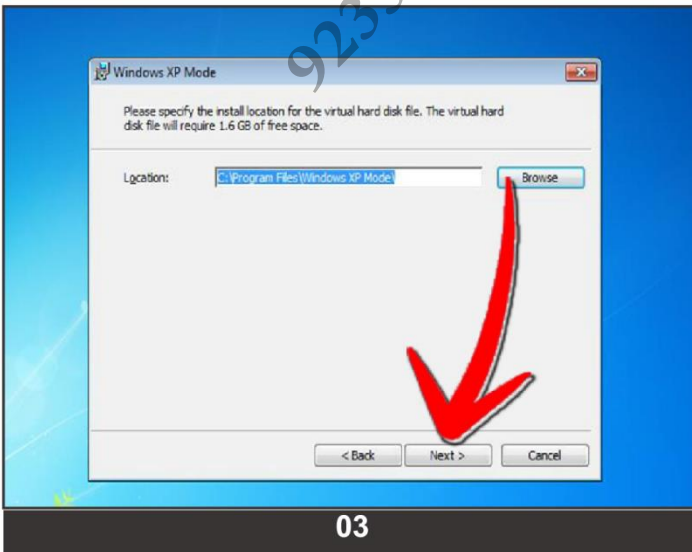 9233
Windows XP Mode
Please specify the install location for the virtual hard disk file. The virtual hard
disk file will require 1.6 GB of free space.
Location: C:\Program Files\Windows XP Mode\ Browse
< Back Next > Cancel
03